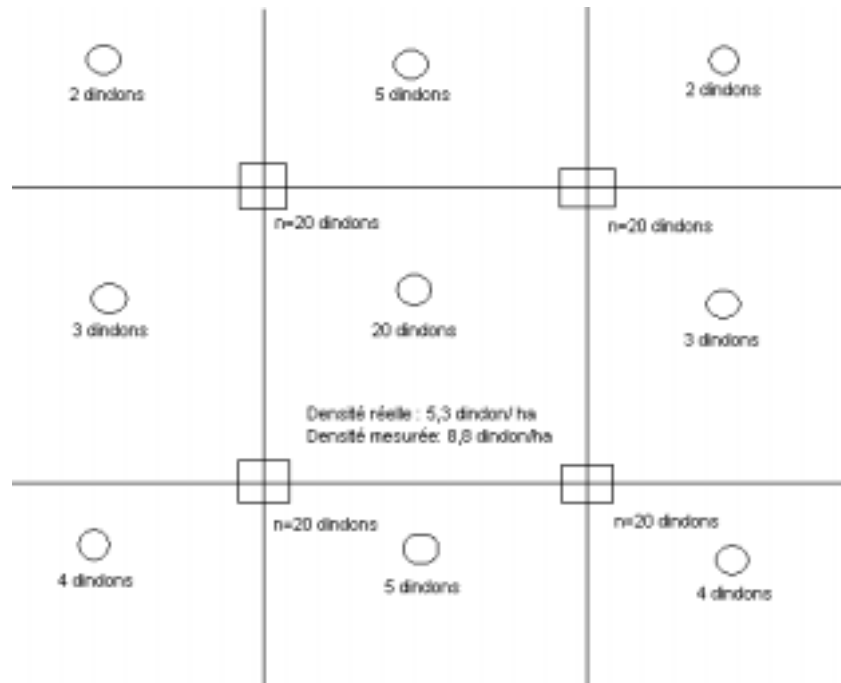 2 dindons
5 dindons
2 dindons
n=20 dindons
n=20 dindons
3 dindons
20 dindons
3 dindons
Densité réelle : 5,3 dindon/ ha
Densité mesurée: 8,8 dindon/ha
n=20 dindons
n=20 dindons
4 dindons
5 dindons
4 dindons